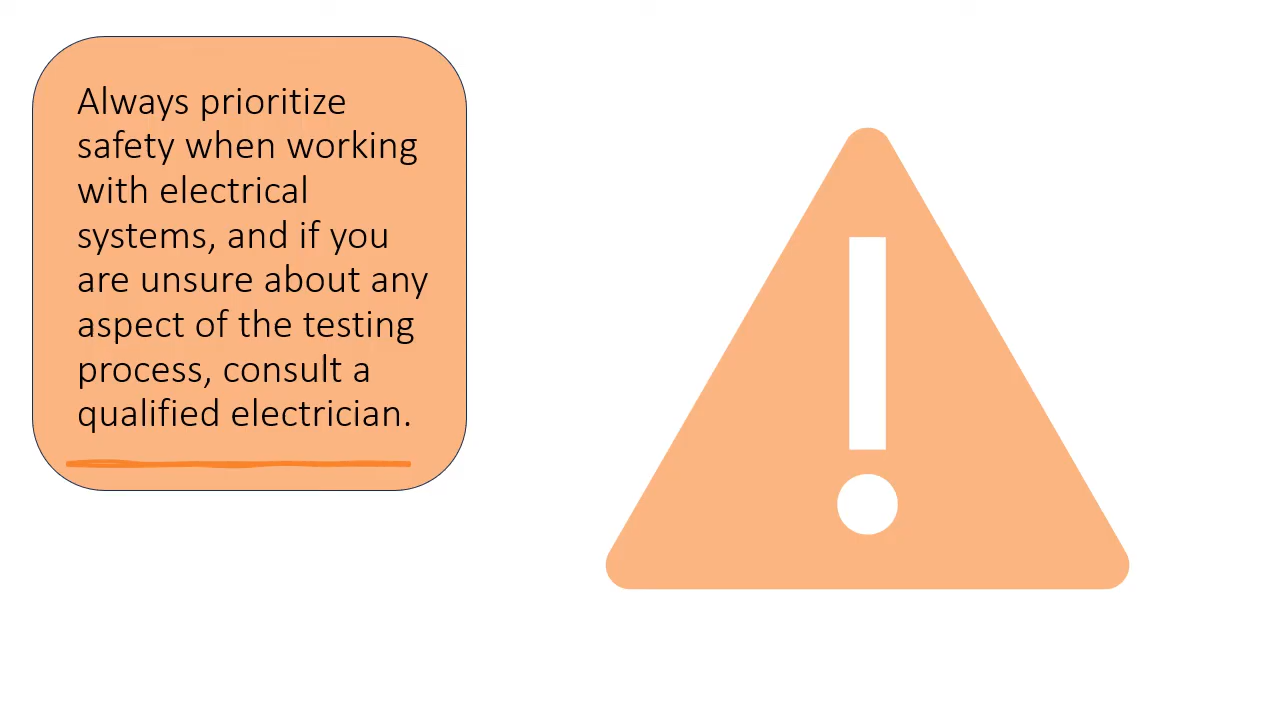 Always prioritize
safety when working
with electrical
systems, and if you
are unsure about any
aspect of the testing
process, consult a
qualified electrician.